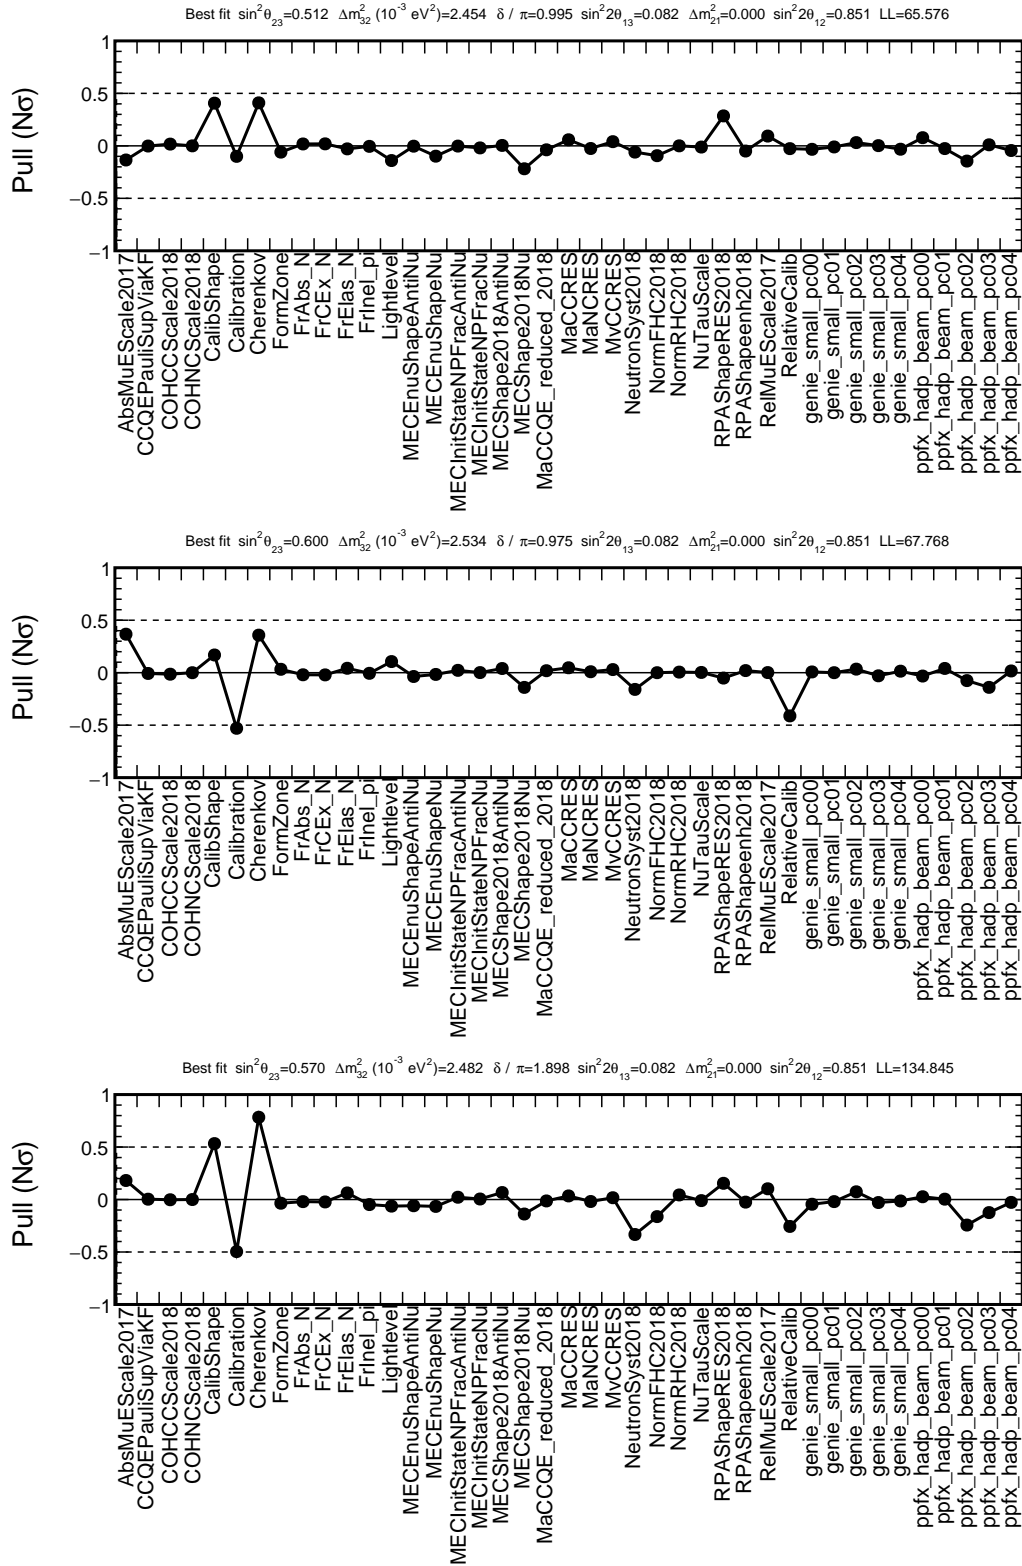 Best fit sin²θ₂₃=0.512 Δm²₃₂ (10⁻³ eV²)=2.454 δ / π=0.995 sin²2θ₁₃=0.082 Δm²₂₁=0.000 sin²2θ₁₂=0.851 LL=65.576
1
0.5
0
−0.5
−1
Pull (Nσ)
AbsMuEScale2017
CCQEPauliSupViaKF
COHCCScale2018
COHNCScale2018
CalibShape
Calibration
Cherenkov
FormZone
FrAbs_N
FrCEx_N
FrElas_N
FrInel_pi
Lightlevel
MECEnuShapeAntiNu
MECEnuShapeNu
MECInitStateNPFracAntiNu
MECInitStateNPFracNu
MECShape2018AntiNu
MECShape2018Nu
MaCCQE_reduced_2018
MaCCRES
MaNCRES
MvCCRES
NeutronSyst2018
NormFHC2018
NormRHC2018
NuTauScale
RPAShapeRES2018
RPAShapeenh2018
RelMuEScale2017
RelativeCalib
genie_small_pc00
genie_small_pc01
genie_small_pc02
genie_small_pc03
genie_small_pc04
ppfx_hadp_beam_pc00
ppfx_hadp_beam_pc01
ppfx_hadp_beam_pc02
ppfx_hadp_beam_pc03
ppfx_hadp_beam_pc04
Best fit sin²θ₂₃=0.600 Δm²₃₂ (10⁻³ eV²)=2.534 δ / π=0.975 sin²2θ₁₃=0.082 Δm²₂₁=0.000 sin²2θ₁₂=0.851 LL=67.768
1
0.5
0
−0.5
−1
Pull (Nσ)
AbsMuEScale2017
CCQEPauliSupViaKF
COHCCScale2018
COHNCScale2018
CalibShape
Calibration
Cherenkov
FormZone
FrAbs_N
FrCEx_N
FrElas_N
FrInel_pi
Lightlevel
MECEnuShapeAntiNu
MECEnuShapeNu
MECInitStateNPFracAntiNu
MECInitStateNPFracNu
MECShape2018AntiNu
MECShape2018Nu
MaCCQE_reduced_2018
MaCCRES
MaNCRES
MvCCRES
NeutronSyst2018
NormFHC2018
NormRHC2018
NuTauScale
RPAShapeRES2018
RPAShapeenh2018
RelMuEScale2017
RelativeCalib
genie_small_pc00
genie_small_pc01
genie_small_pc02
genie_small_pc03
genie_small_pc04
ppfx_hadp_beam_pc00
ppfx_hadp_beam_pc01
ppfx_hadp_beam_pc02
ppfx_hadp_beam_pc03
ppfx_hadp_beam_pc04
Best fit sin²θ₂₃=0.570 Δm²₃₂ (10⁻³ eV²)=2.482 δ / π=1.898 sin²2θ₁₃=0.082 Δm²₂₁=0.000 sin²2θ₁₂=0.851 LL=134.845
1
0.5
0
−0.5
−1
Pull (Nσ)
AbsMuEScale2017
CCQEPauliSupViaKF
COHCCScale2018
COHNCScale2018
CalibShape
Calibration
Cherenkov
FormZone
FrAbs_N
FrCEx_N
FrElas_N
FrInel_pi
Lightlevel
MECEnuShapeAntiNu
MECEnuShapeNu
MECInitStateNPFracAntiNu
MECInitStateNPFracNu
MECShape2018AntiNu
MECShape2018Nu
MaCCQE_reduced_2018
MaCCRES
MaNCRES
MvCCRES
NeutronSyst2018
NormFHC2018
NormRHC2018
NuTauScale
RPAShapeRES2018
RPAShapeenh2018
RelMuEScale2017
RelativeCalib
genie_small_pc00
genie_small_pc01
genie_small_pc02
genie_small_pc03
genie_small_pc04
ppfx_hadp_beam_pc00
ppfx_hadp_beam_pc01
ppfx_hadp_beam_pc02
ppfx_hadp_beam_pc03
ppfx_hadp_beam_pc04